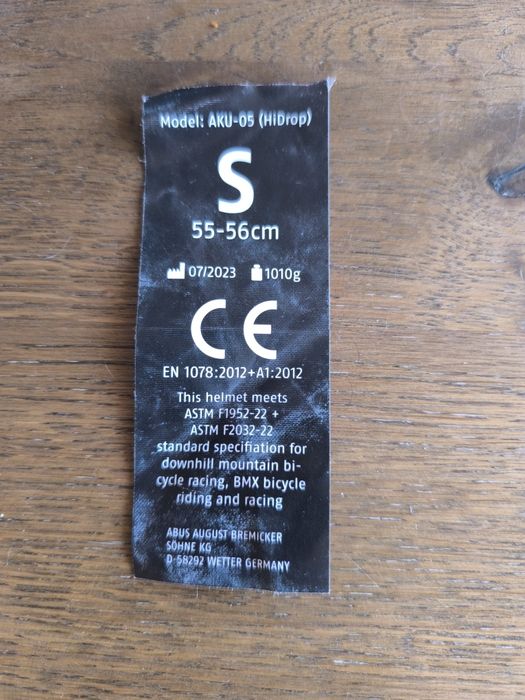 Model: AKU-05 (HiDrop)
S
55-56cm
07/2023 1010g
CE
EN 1078:2012+A1:2012
This helmet meets
ASTM F1952-22 +
ASTM F2032-22
standard specifiation for
downhill mountain bi-
cycle racing, BMX bicycle
riding and racing
ABUS AUGUST BREMICKER
SÖHNE KG
D-58292 WETTER GERMANY